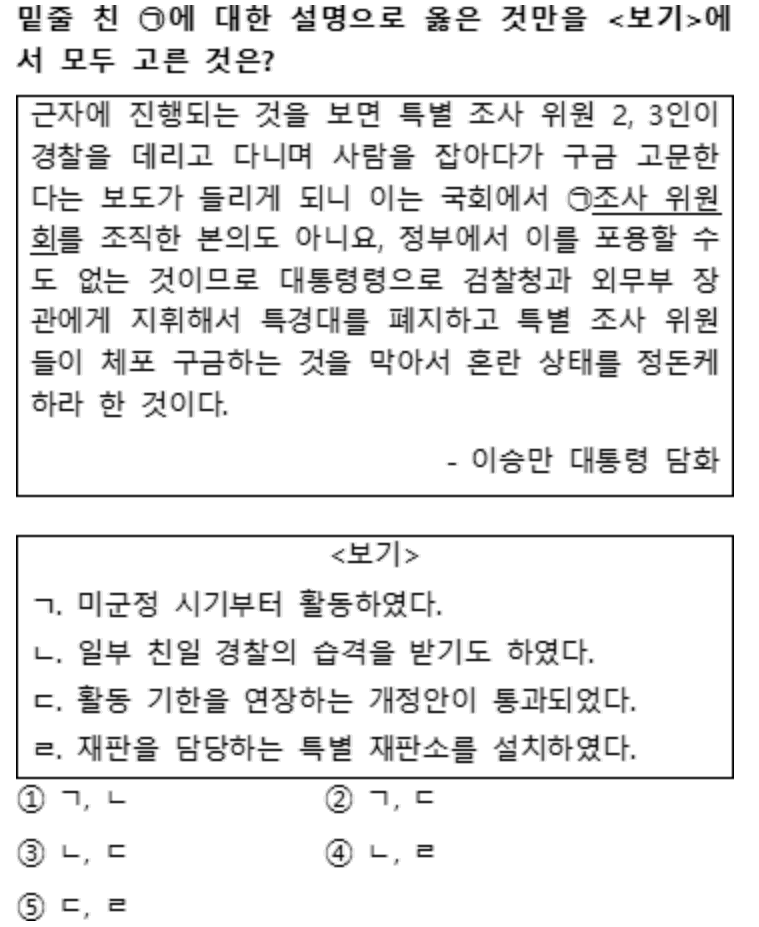 밑줄 친 ㉠에 대한 설명으로 옳은 것만을 <보기>에
서 모두 고른 것은?
근자에 진행되는 것을 보면 특별 조사 위원 2, 3인이
경찰을 데리고 다니며 사람을 잡아다가 구금 고문한
다는 보도가 들리게 되니 이는 국회에서 ㉠조사 위원
회를 조직한 본의도 아니요, 정부에서 이를 포용할 수
도 없는 것이므로 대통령령으로 검찰청과 외무부 장
관에게 지휘해서 특경대를 폐지하고 특별 조사 위원
들이 체포 구금하는 것을 막아서 혼란 상태를 정돈케
하라 한 것이다.
- 이승만 대통령 담화
<보기>
ㄱ. 미군정 시기부터 활동하였다.
ㄴ. 일부 친일 경찰의 습격을 받기도 하였다.
ㄷ. 활동 기한을 연장하는 개정안이 통과되었다.
ㄹ. 재판을 담당하는 특별 재판소를 설치하였다.
① ㄱ, ㄴ ② ㄱ, ㄷ
③ ㄴ, ㄷ ④ ㄴ, ㄹ
⑤ ㄷ, ㄹ